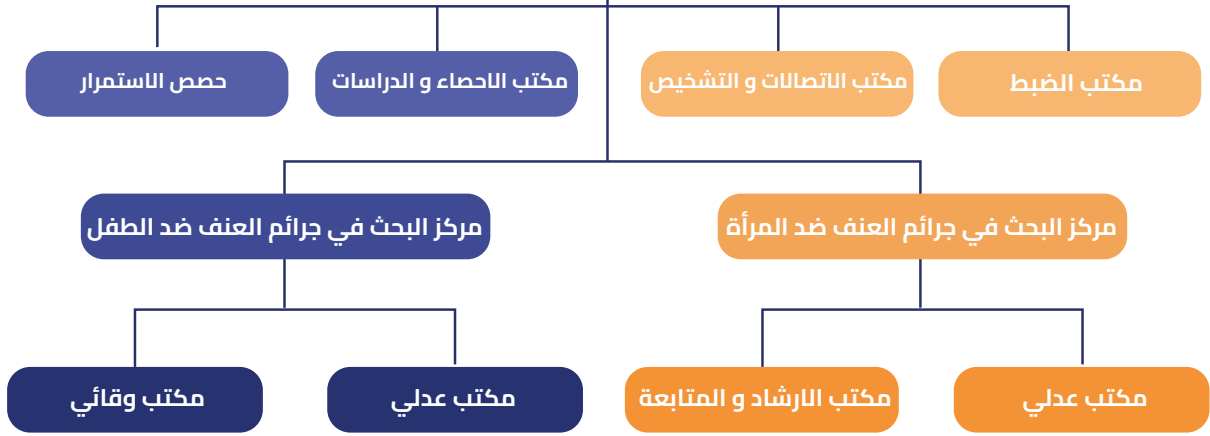 مكتب الضبط
مكتب الاتصالات و التشخيص
مكتب الاحصاء و الدراسات
حصص الاستمرار
مركز البحث في جرائم العنف ضد المرأة
مركز البحث في جرائم العنف ضد الطفل
مكتب عدلي
مكتب الارشاد و المتابعة
مكتب عدلي
مكتب وقائي